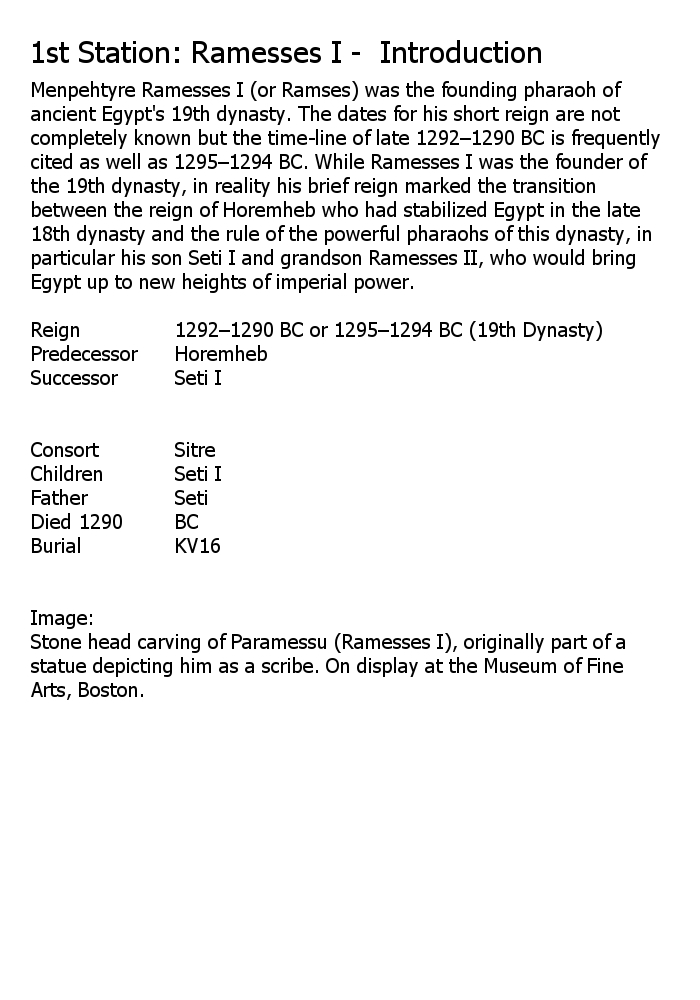 1st Station: Ramesses I -  Introduction
Menpehtyre Ramesses I (or Ramses) was the founding pharaoh of
ancient Egypt's 19th dynasty. The dates for his short reign are not
completely known but the time-line of late 1292–1290 BC is frequently
cited as well as 1295–1294 BC. While Ramesses I was the founder of
the 19th dynasty, in reality his brief reign marked the transition
between the reign of Horemheb who had stabilized Egypt in the late
18th dynasty and the rule of the powerful pharaohs of this dynasty, in
particular his son Seti I and grandson Ramesses II, who would bring
Egypt up to new heights of imperial power.
Reign 1292–1290 BC or 1295–1294 BC (19th Dynasty)
Predecessor Horemheb
Successor Seti I
Consort Sitre
Children Seti I
Father Seti
Died 1290 BC
Burial KV16
Image:
Stone head carving of Paramessu (Ramesses I), originally part of a
statue depicting him as a scribe. On display at the Museum of Fine
Arts, Boston.